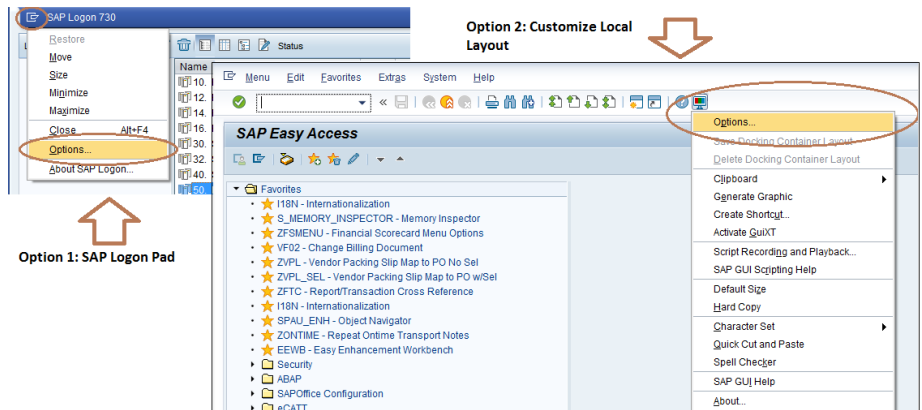 SAP Logon 730
Restore
Move
Size
Minimize
Maximize
Close Alt+F4
Options...
About SAP Logon...
Option 1: SAP Logon Pad
Status
Name
10.
12.
14.
16.
30.
32.
40.
50.
Option 2: Customize Local
Layout
Menu Edit Favorites Extras System Help
SAP Easy Access
Favorites
I18N - Internationalization
S_MEMORY_INSPECTOR - Memory Inspector
ZFSMENU - Financial Scorecard Menu Options
VF02 - Change Billing Document
ZVPL - Vendor Packing Slip Map to PO No Sel
ZVPL_SEL - Vendor Packing Slip Map to PO w/Sel
ZFTC - Report/Transaction Cross Reference
I18N - Internationalization
SPAU_ENH - Object Navigator
ZONTIME - Repeat Ontime Transport Notes
EEWB - Easy Enhancement Workbench
Security
ABAP
SAPOffice Configuration
eCATT
Options...
Save Docking Container Layout
Delete Docking Container Layout
Clipboard
Generate Graphic
Create Shortcut...
Activate GuiXT
Script Recording and Playback...
SAP GUI Scripting Help
Default Size
Hard Copy
Character Set
Quick Cut and Paste
Spell Checker
SAP GUI Help
About...